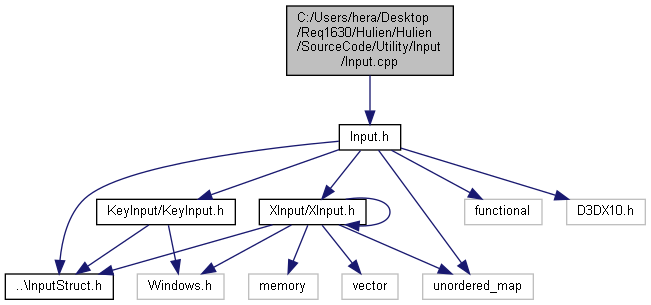 C:/Users/hera/Desktop
/Req1630/Hulien/Hulien
/SourceCode/Utility/Input
/Input.cpp
Input.h
KeyInput/KeyInput.h
XInput/XInput.h
functional
D3DX10.h
..\InputStruct.h
Windows.h
memory
vector
unordered_map